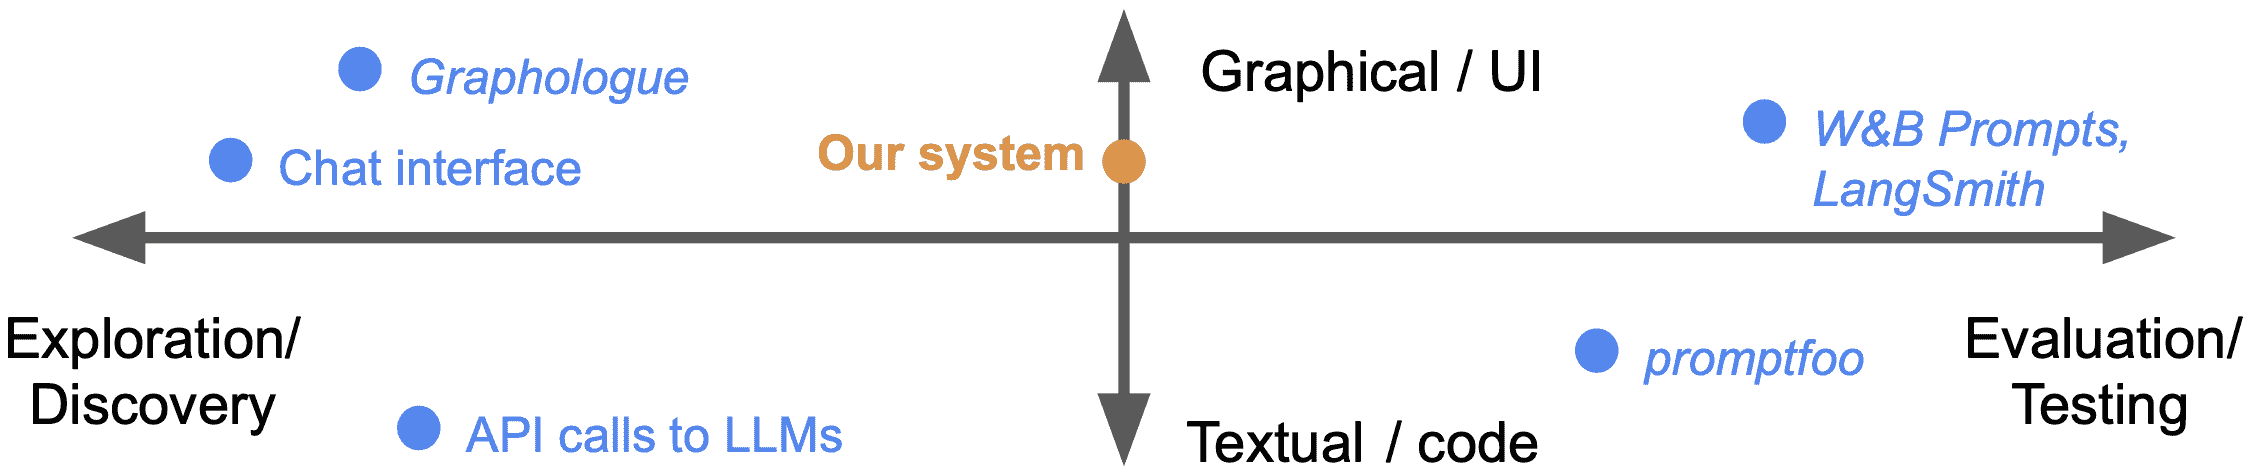 Graphologue
Graphical / UI
W&B Prompts,
LangSmith
Our system
Chat interface
Exploration/
Discovery
Evaluation/
Testing
promptfoo
API calls to LLMs
Textual / code